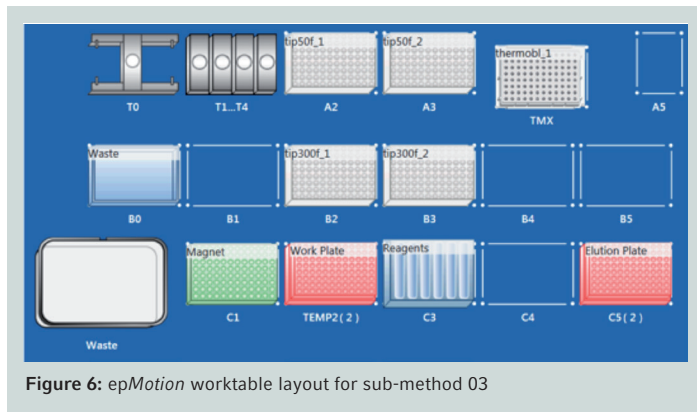 tip50f_1 tip50f_2 thermobl_1
T0 T1...T4 A2 A3 TMX A5
Waste tip300f_1 tip300f_2
B0 B1 B2 B3 B4 B5
Magnet Work Plate Reagents Elution Plate
C1 TEMP2( 2 ) C3 C4 C5( 2 )
Waste
Figure 6: epMotion worktable layout for sub-method 03